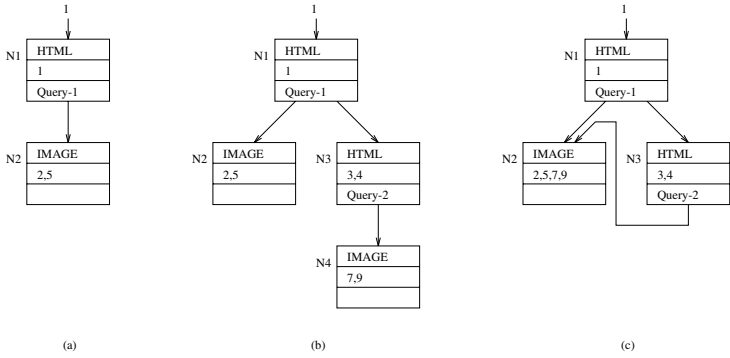 1
N1 HTML
1
Query-1
N2 IMAGE
2,5
(a)
1
N1 HTML
1
Query-1
N2 IMAGE
2,5
N3 HTML
3,4
Query-2
N4 IMAGE
7,9
(b)
1
N1 HTML
1
Query-1
N2 IMAGE
2,5,7,9
N3 HTML
3,4
Query-2
(c)